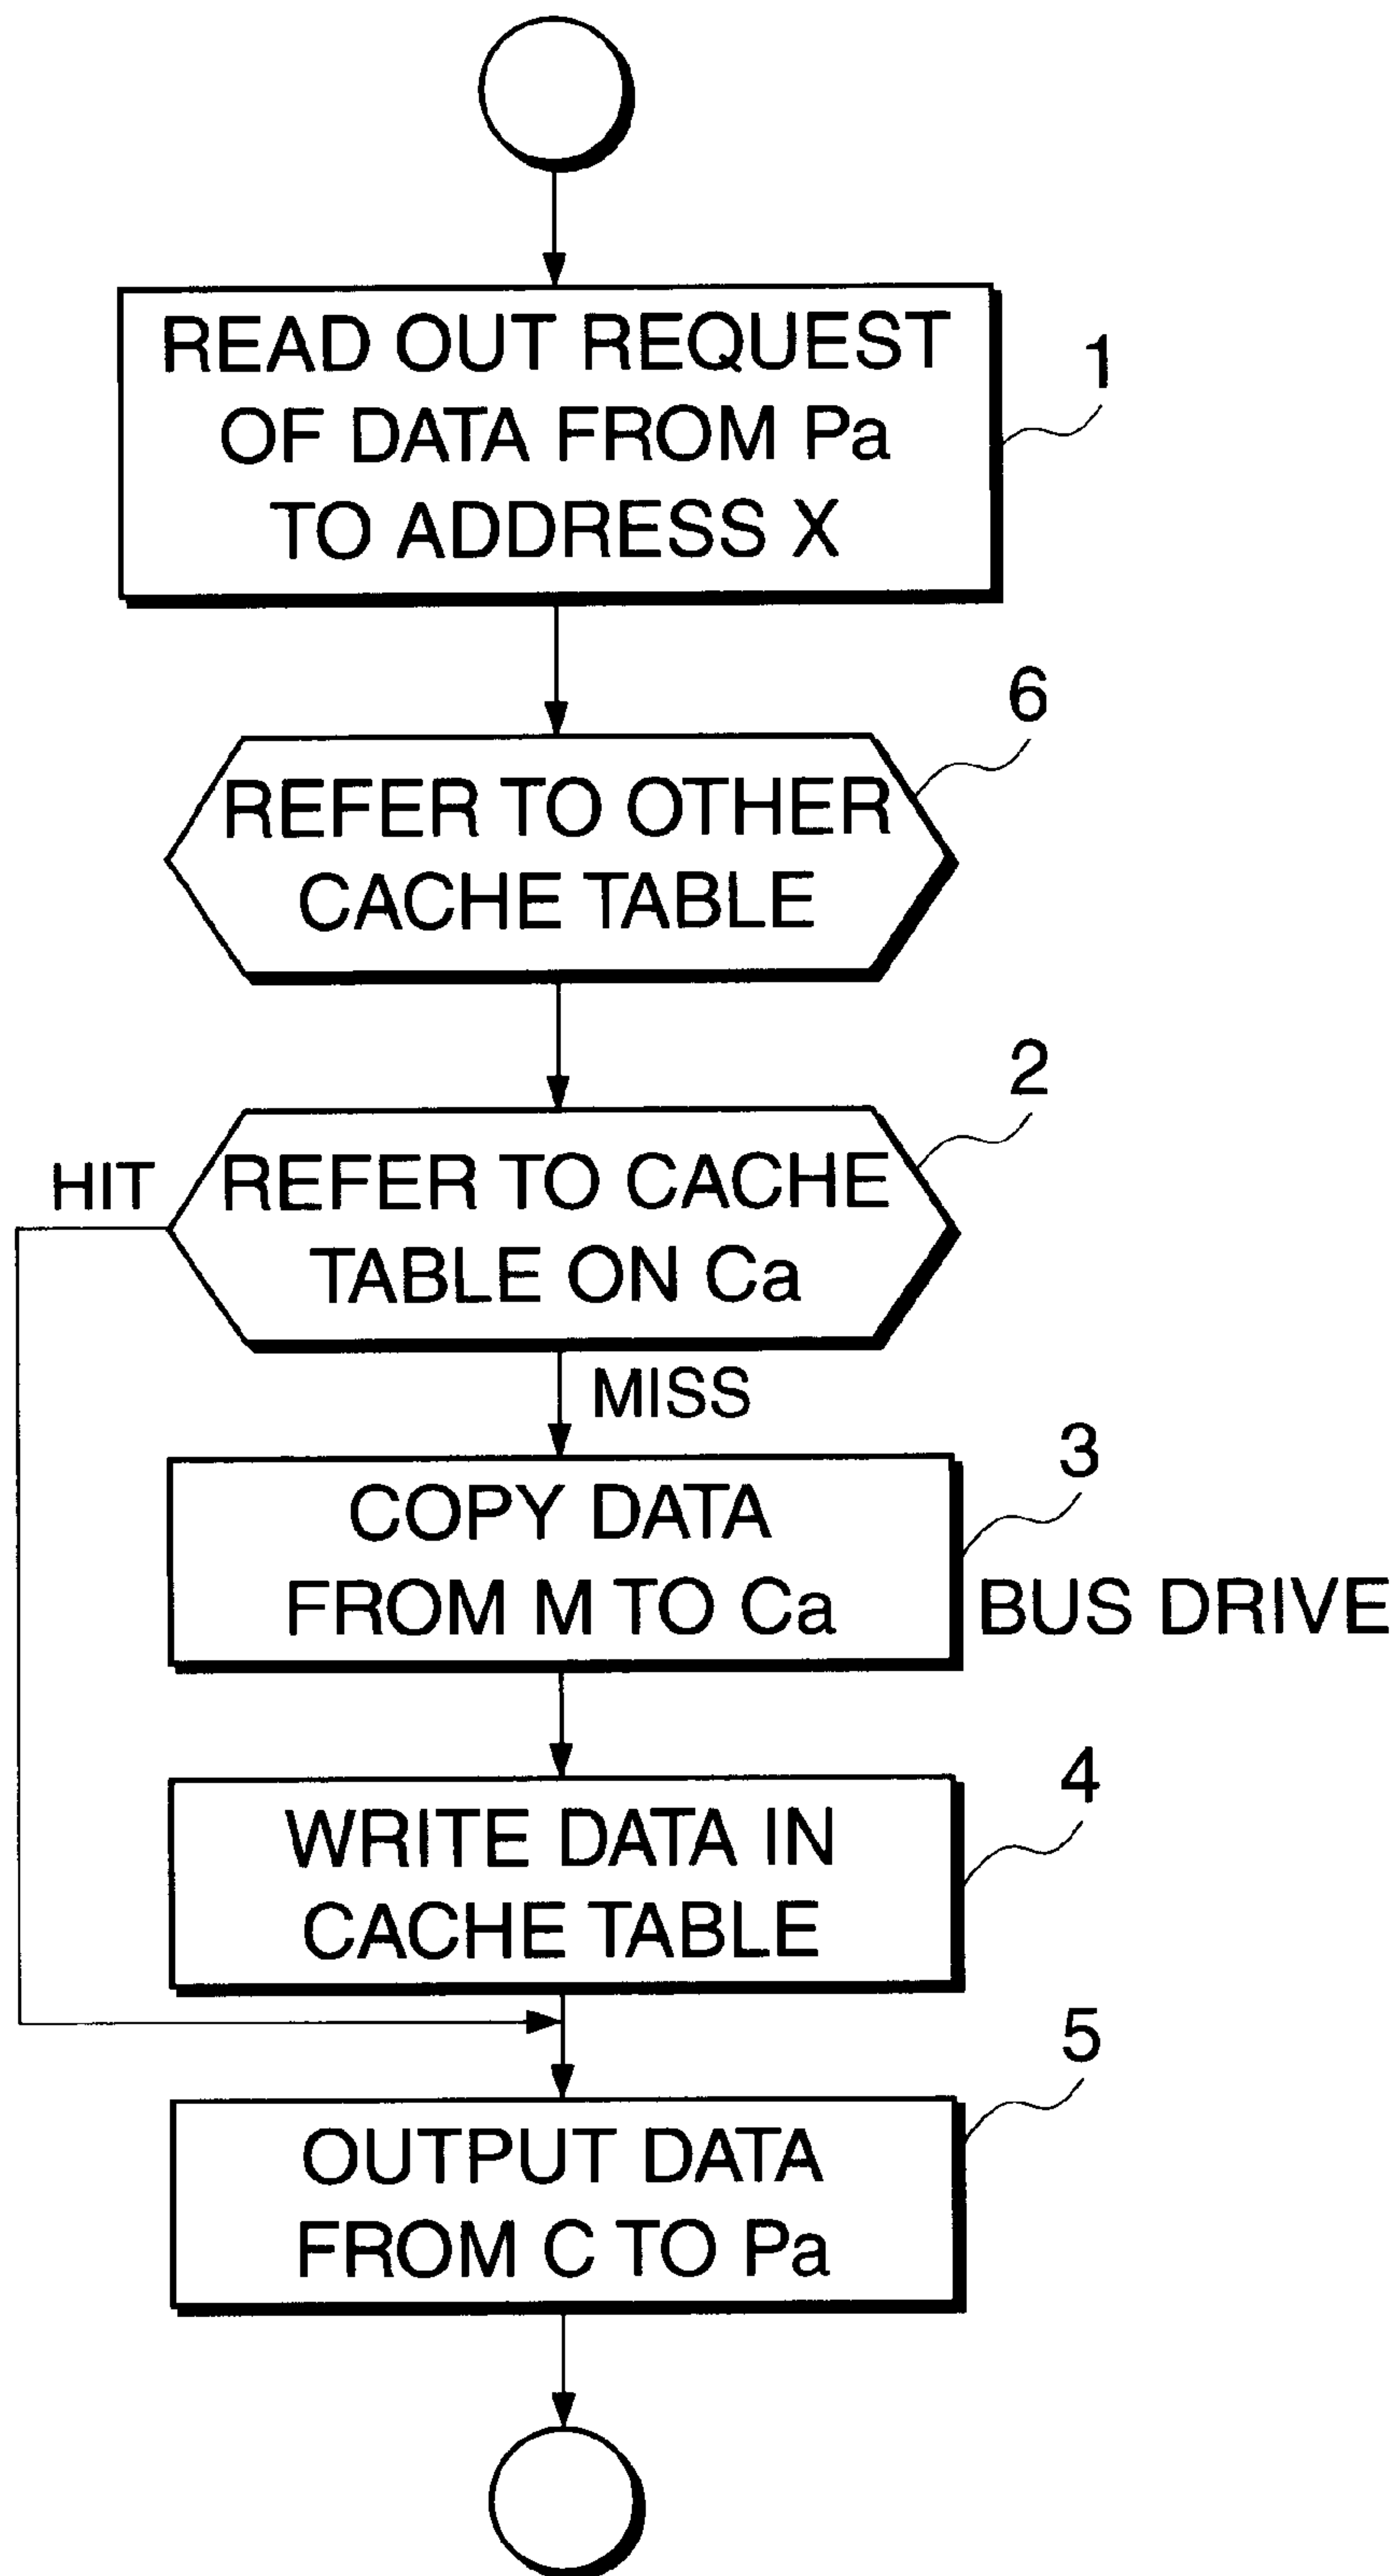 READ OUT REQUEST
OF DATA FROM Pa
TO ADDRESS X
1
REFER TO OTHER
CACHE TABLE
6
HIT
REFER TO CACHE
TABLE ON Ca
2
MISS
COPY DATA
FROM M TO Ca
3
BUS DRIVE
WRITE DATA IN
CACHE TABLE
4
OUTPUT DATA
FROM C TO Pa
5